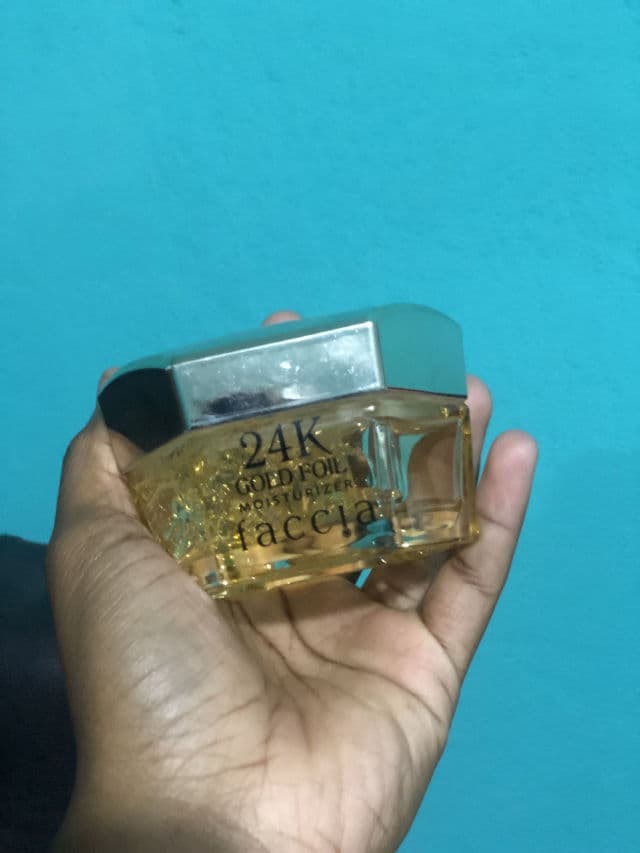 24K
GOLD FOIL
MOISTURIZER
faccia